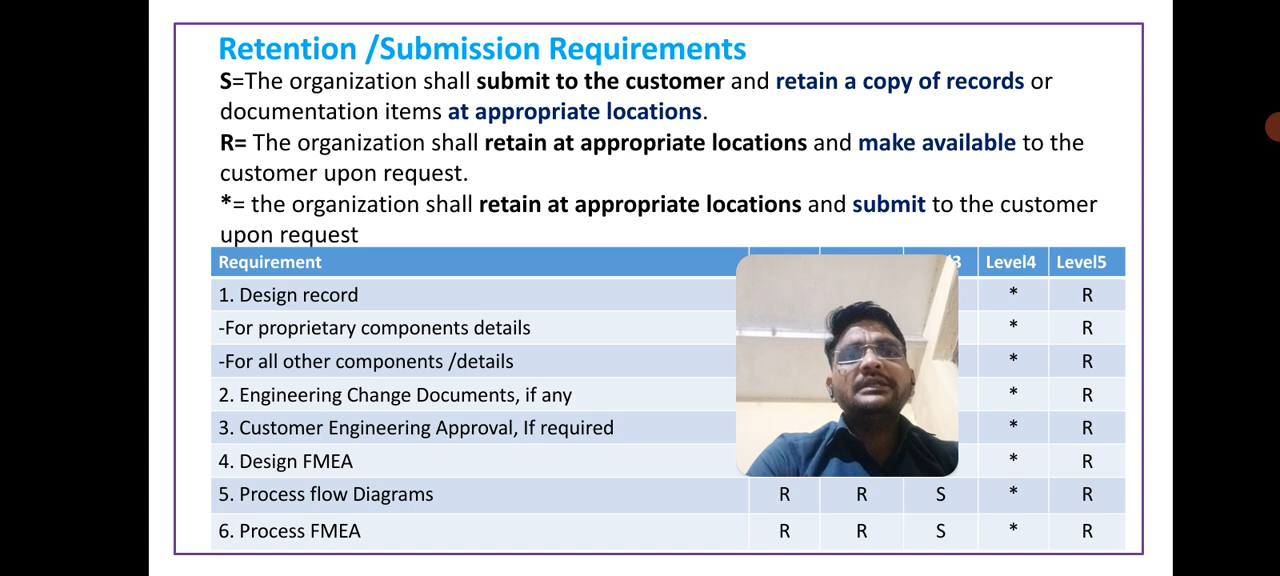 Retention /Submission Requirements
S=The organization shall submit to the customer and retain a copy of records or
documentation items at appropriate locations.
R= The organization shall retain at appropriate locations and make available to the
customer upon request.
*= the organization shall retain at appropriate locations and submit to the customer
upon request
Requirement Level4 Level5
1. Design record * R
-For proprietary components details * R
-For all other components /details * R
2. Engineering Change Documents, if any * R
3. Customer Engineering Approval, If required * R
4. Design FMEA * R
5. Process flow Diagrams R R S * R
6. Process FMEA R R S * R